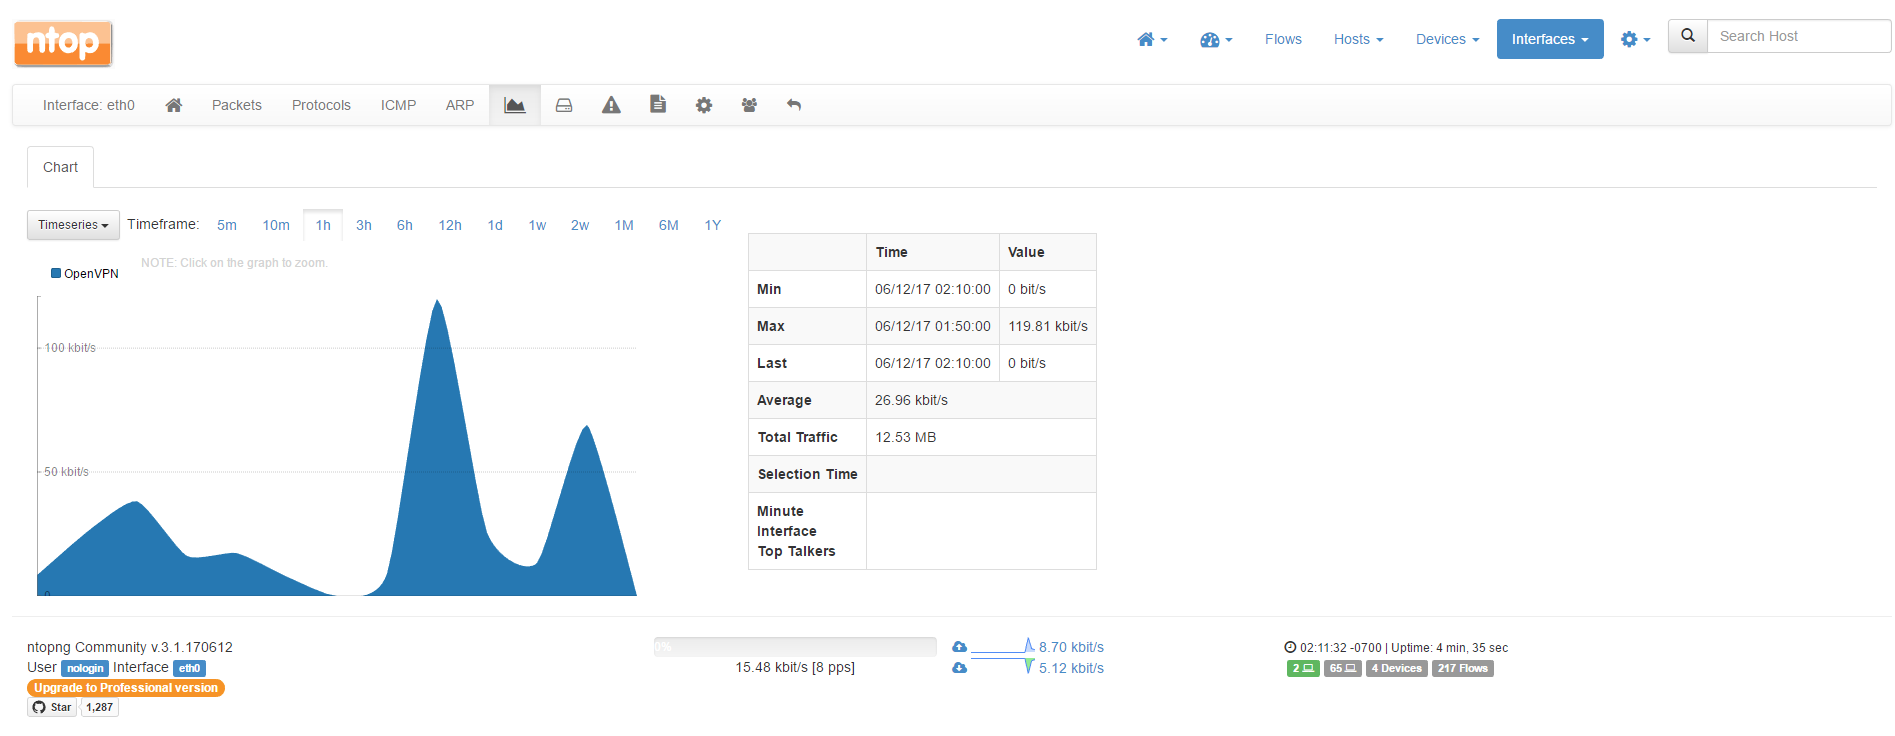 ntop
Flows Hosts Devices Interfaces Search Host
Interface: eth0 Packets Protocols ICMP ARP
Chart
Timeseries Timeframe: 5m 10m 1h 3h 6h 12h 1d 1w 2w 1M 6M 1Y
NOTE: Click on the graph to zoom.
OpenVPN
100 kbit/s
50 kbit/s
0
Time Value
Min 06/12/17 02:10:00 0 bit/s
Max 06/12/17 01:50:00 119.81 kbit/s
Last 06/12/17 02:10:00 0 bit/s
Average 26.96 kbit/s
Total Traffic 12.53 MB
Selection Time
Minute
Interface
Top Talkers
ntopng Community v.3.1.170612
User nologin Interface eth0
Upgrade to Professional version
Star 1,287
0%
15.48 kbit/s [8 pps]
8.70 kbit/s
5.12 kbit/s
02:11:32 -0700 | Uptime: 4 min, 35 sec
2 65 4 Devices 217 Flows